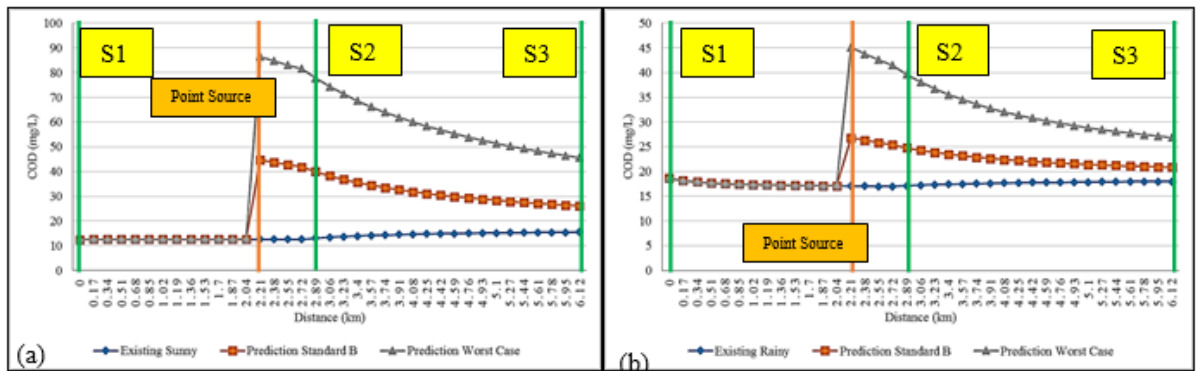 100
90
80
70
60
50
40
30
20
10
0
COD (mg/L)
S1
S2
S3
Point Source
0 0.17 0.34 0.51 0.68 0.85 1.02 1.19 1.36 1.53 1.7 1.87 2.04 2.21 2.38 2.55 2.72 2.89 3.06 3.23 3.4 3.57 3.74 3.91 4.08 4.25 4.42 4.59 4.76 4.93 5.1 5.27 5.44 5.61 5.78 5.95 6.12
Distance (km)
(a)
Existing Sunny Prediction Standard B Prediction Worst Case
50
45
40
35
30
25
20
15
10
5
0
COD (mg/L)
S1
S2
S3
Point Source
0 0.17 0.34 0.51 0.68 0.85 1.02 1.19 1.36 1.53 1.7 1.87 2.04 2.21 2.38 2.55 2.72 2.89 3.06 3.23 3.4 3.57 3.74 3.91 4.08 4.25 4.42 4.59 4.76 4.93 5.1 5.27 5.44 5.61 5.78 5.95 6.12
Distance (km)
(b)
Existing Rainy Prediction Standard B Prediction Worst Case